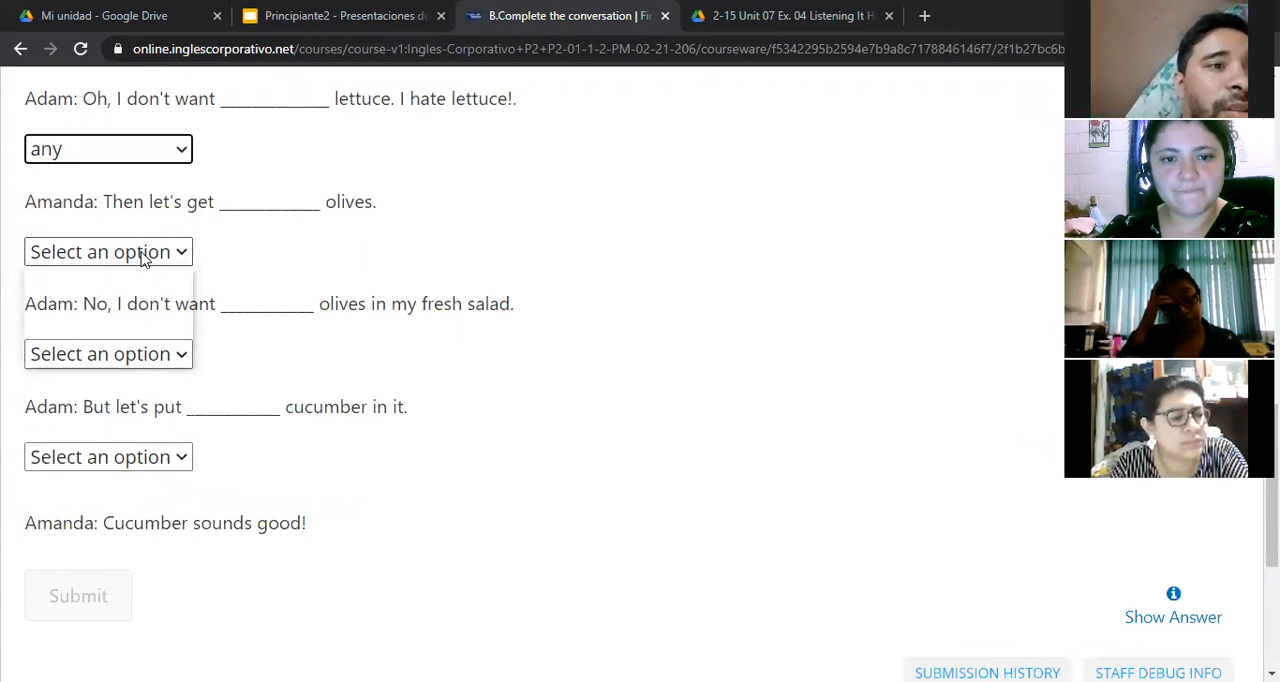 Mi unidad - Google Drive
Principiante2 - Presentaciones d
B.Complete the conversation | Fi
2-15 Unit 07 Ex. 04 Listening It H
online.inglescorporativo.net/courses/course-v1:Ingles-Corporativo+P2+P2-01-1-2-PM-02-21-206/courseware/f5342295b2594e7b9a8c7178846146f7/2f1b27bc6b
Adam: Oh, I don't want _____________ lettuce. I hate lettuce!.
any
Amanda: Then let's get ____________ olives.
Select an option
Adam: No, I don't want ___________ olives in my fresh salad.
Select an option
Adam: But let's put ___________ cucumber in it.
Select an option
Amanda: Cucumber sounds good!
Submit
Show Answer
SUBMISSION HISTORY
STAFF DEBUG INFO